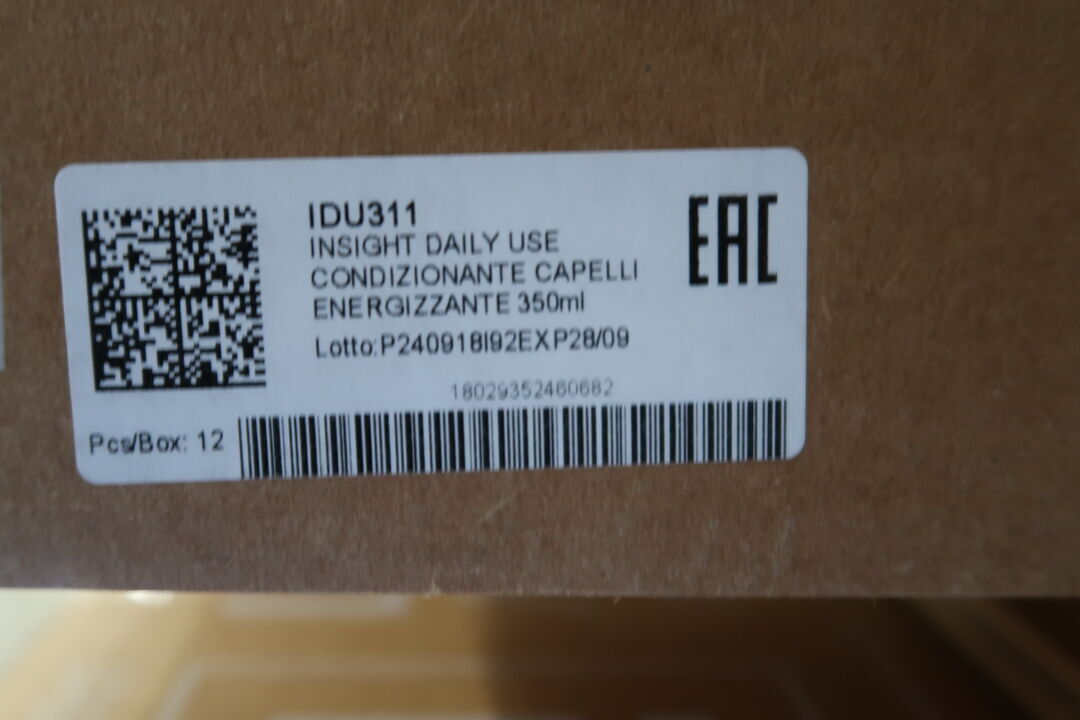 IDU311
INSIGHT DAILY USE
CONDIZIONANTE CAPELLI
ENERGIZZANTE 350ml
Lotto:P240918I92EXP28/09
EAC
18029352460682
Pcs/Box: 12